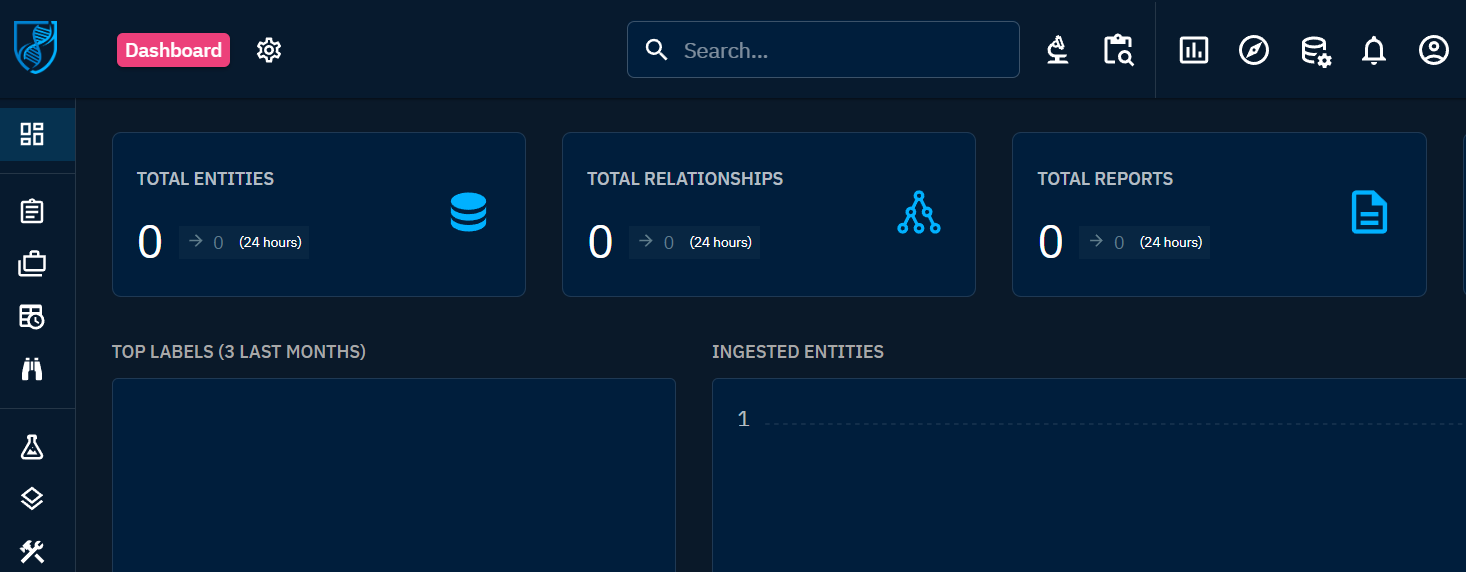 Dashboard
Search...
TOTAL ENTITIES
0 0 (24 hours)
TOTAL RELATIONSHIPS
0 0 (24 hours)
TOTAL REPORTS
0 0 (24 hours)
TOP LABELS (3 LAST MONTHS)
INGESTED ENTITIES
1